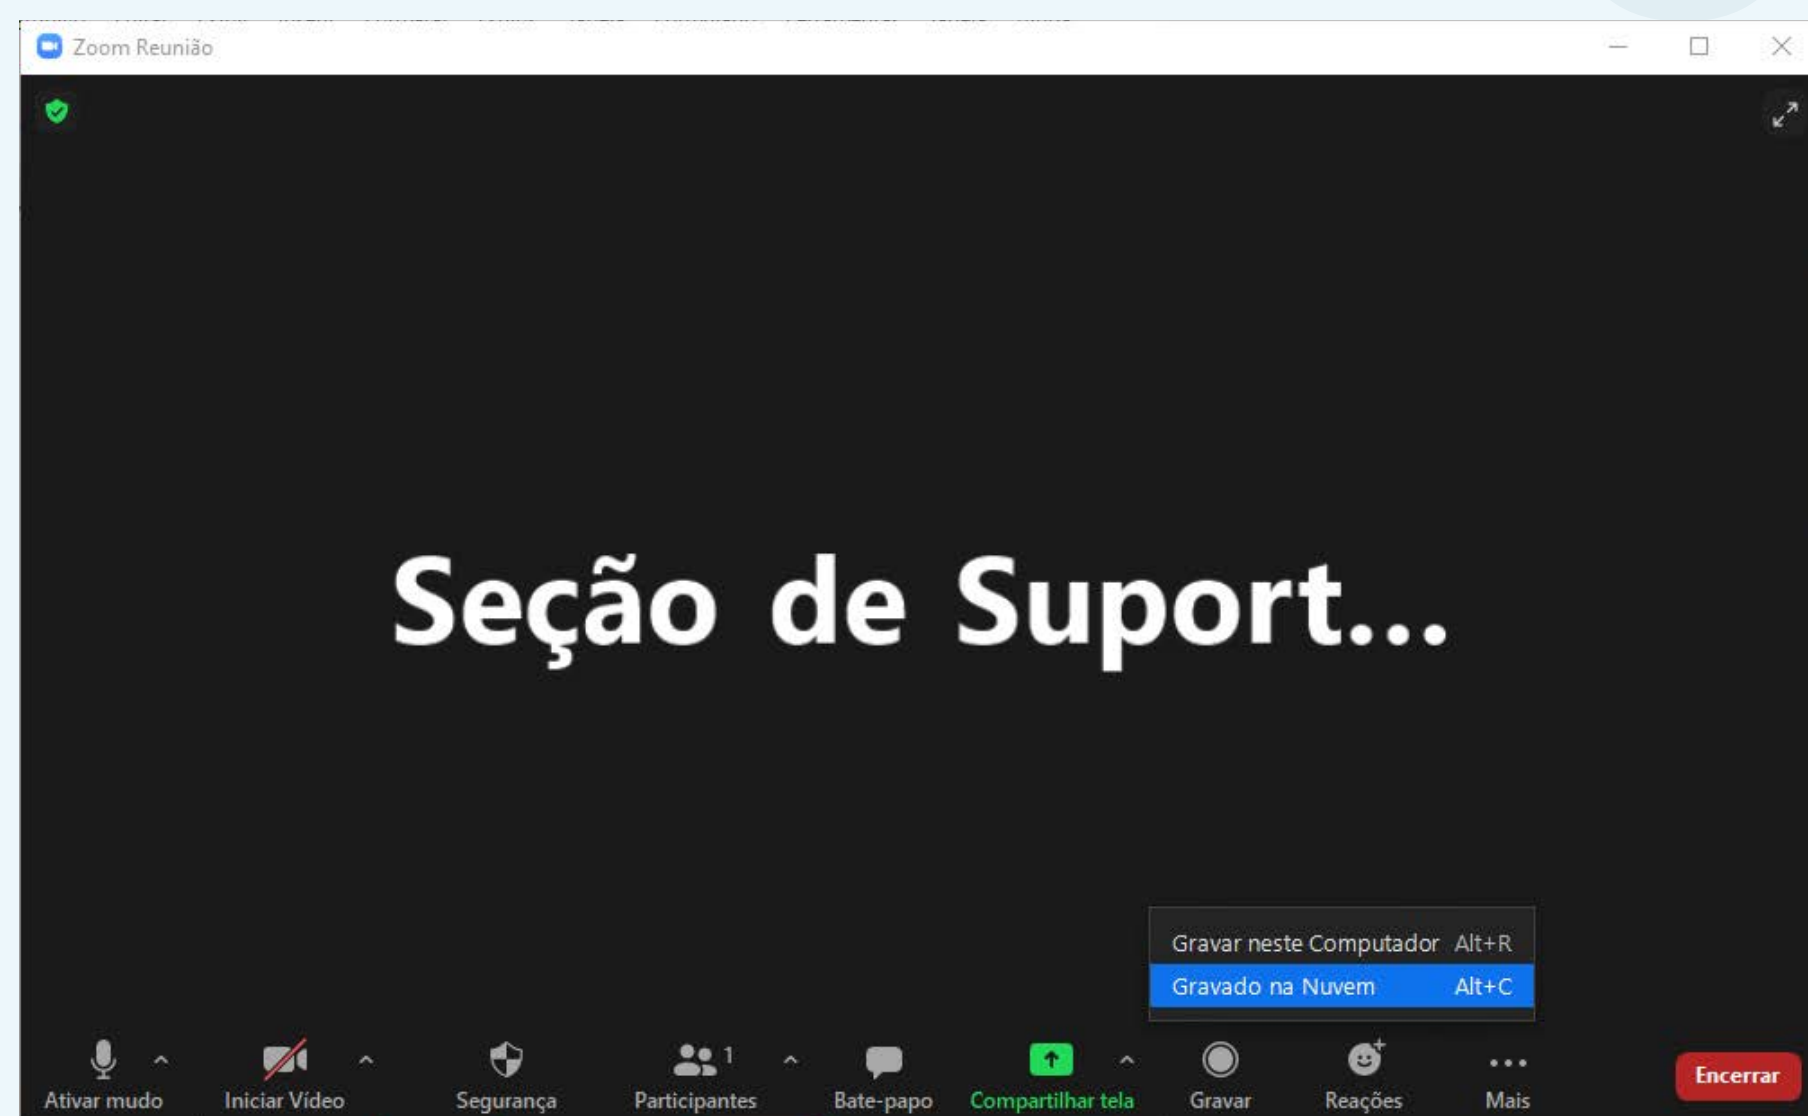 Zoom Reunião
Seção de Suport...
Gravar neste Computador Alt+R
Gravado na Nuvem Alt+C
1
Ativar mudo Iniciar Vídeo Segurança Participantes Bate-papo Compartilhar tela Gravar Reações Mais Encerrar